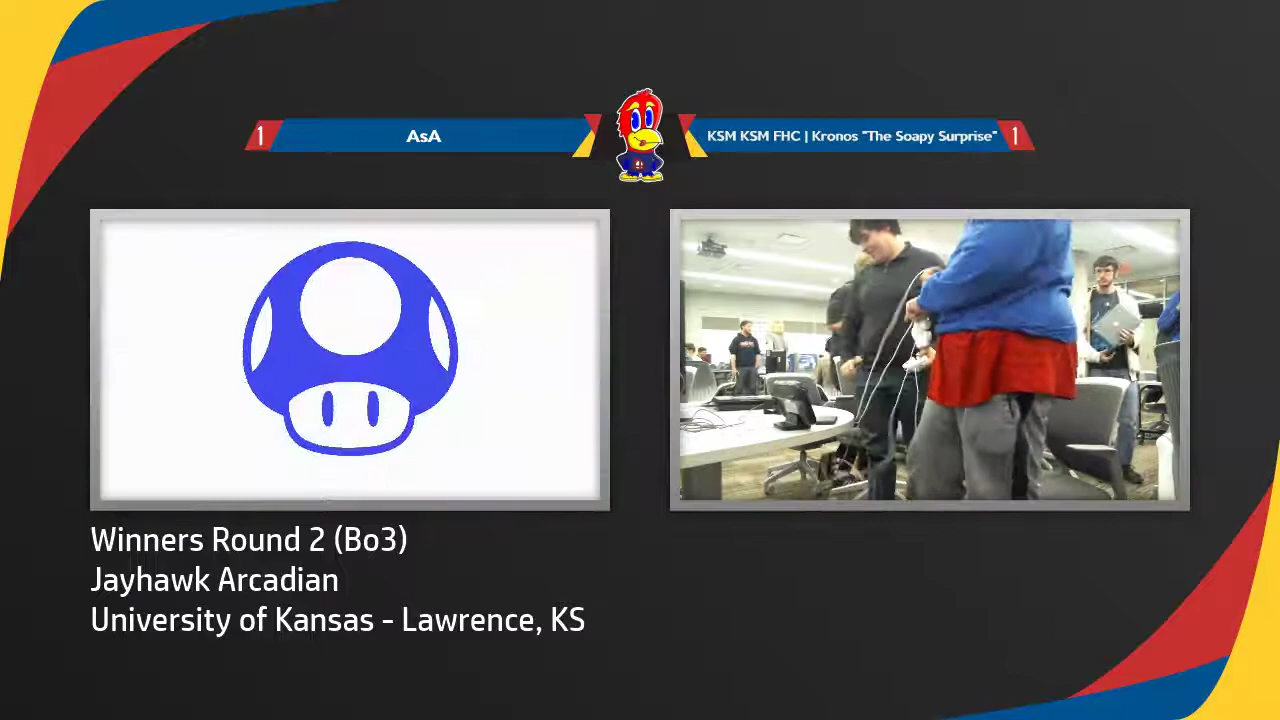 1 AsA KSM KSM FHC | Kronos "The Soapy Surprise" 1
Winners Round 2 (Bo3)
Jayhawk Arcadian
University of Kansas - Lawrence, KS